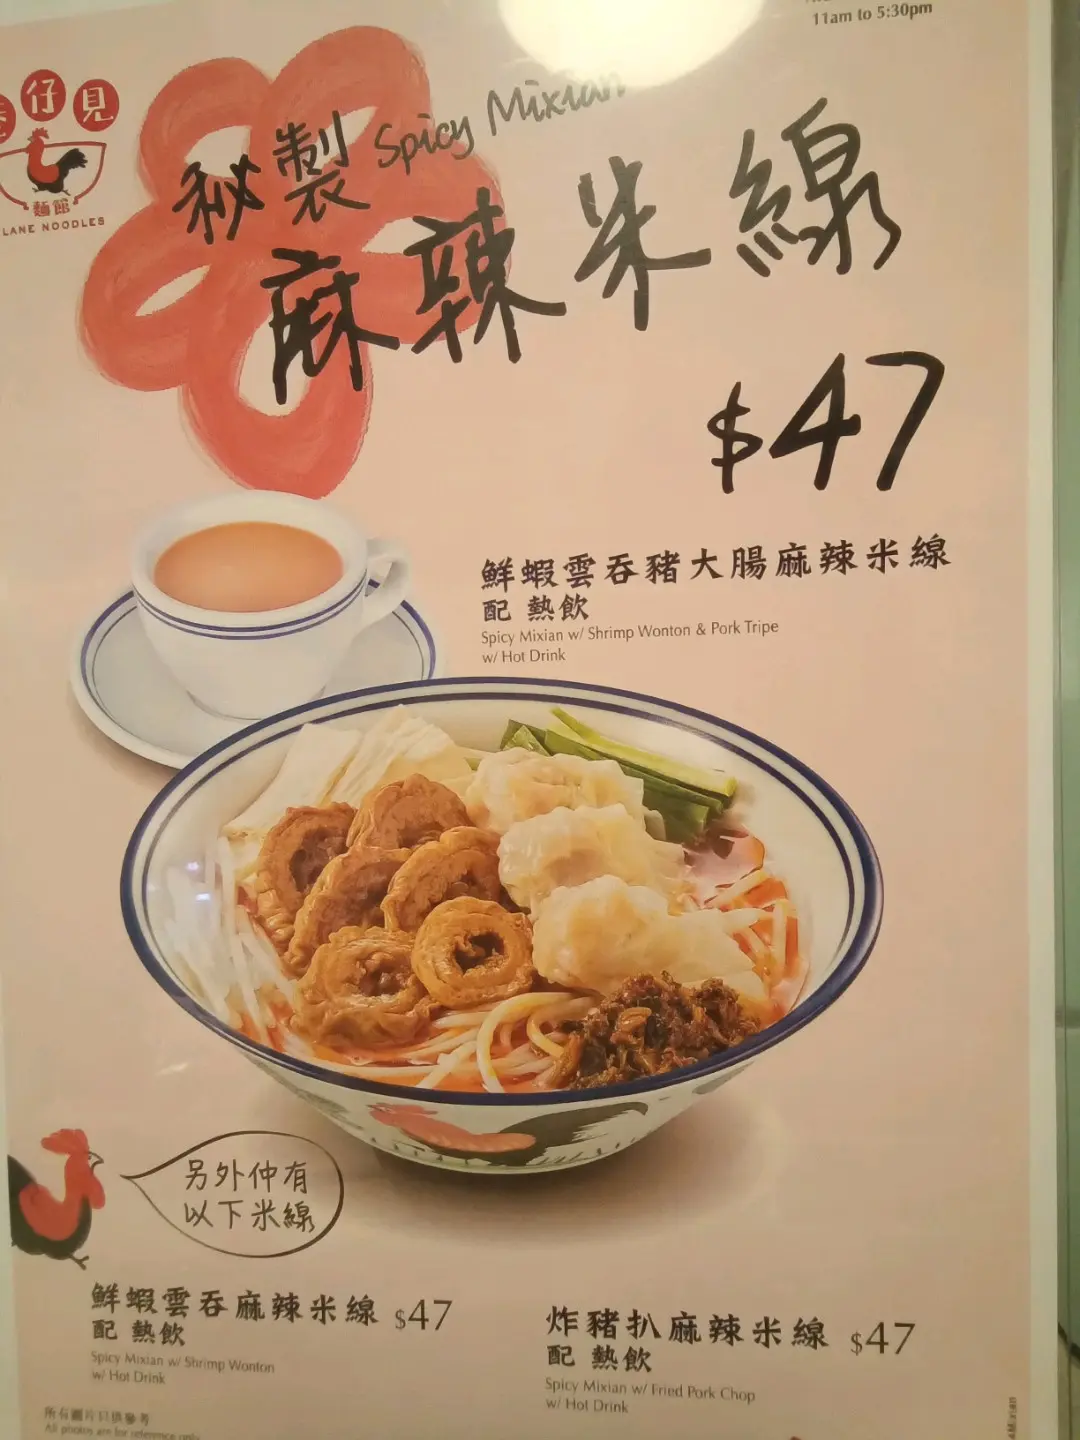 11am to 5:30pm
仔見
麵館
LANE NOODLES
秘製 Spicy Mixian
麻辣米線
$47
鮮蝦雲吞豬大腸麻辣米線
配 熱飲
Spicy Mixian w/ Shrimp Wonton & Pork Tripe
w/ Hot Drink
另外仲有
以下米線
鮮蝦雲吞麻辣米線 $47
配 熱飲
Spicy Mixian w/ Shrimp Wonton
w/ Hot Drink
炸豬扒麻辣米線 $47
配 熱飲
Spicy Mixian w/ Fried Pork Chop
w/ Hot Drink
所有圖片只供參考
All photos are for reference only